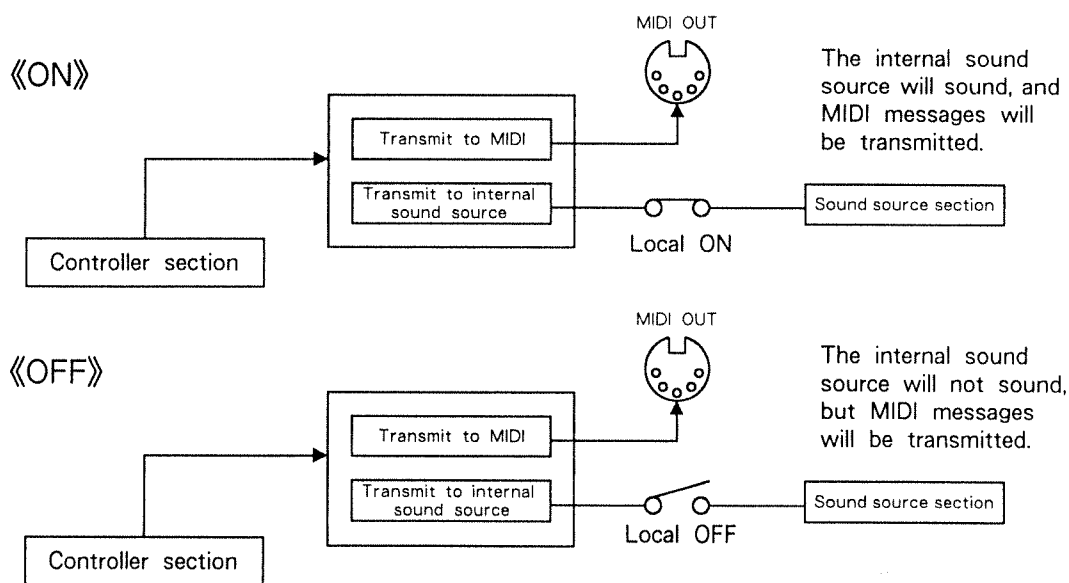 《ON》
MIDI OUT
Transmit to MIDI
Transmit to internal
sound source
Local ON
Sound source section
Controller section
The internal sound
source will sound, and
MIDI messages will
be transmitted.
《OFF》
MIDI OUT
Transmit to MIDI
Transmit to internal
sound source
Local OFF
Sound source section
Controller section
The internal sound
source will not sound,
but MIDI messages
will be transmitted.